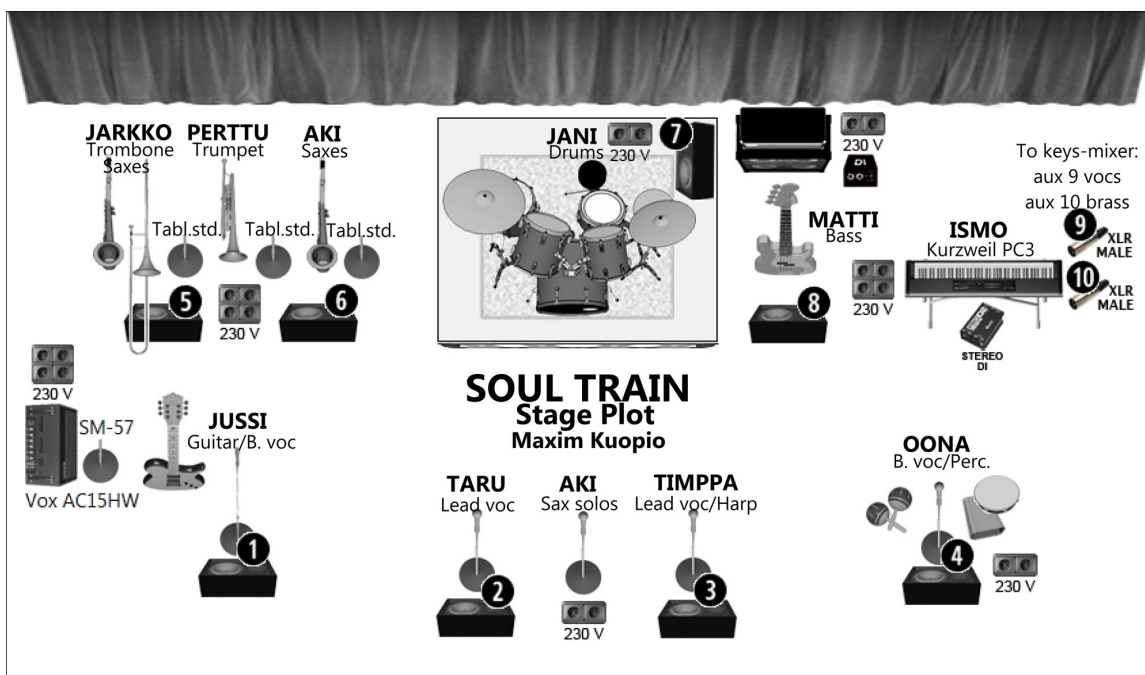 JARKKO
Trombone
Saxes
PERTTU
Trumpet
AKI
Saxes
Tabl.std.
Tabl.std.
Tabl.std.
5
230 V
6
JANI
Drums
230 V
7
230 V
DI
MATTI
Bass
8
230 V
To keys-mixer:
aux 9 vocs
aux 10 brass
ISMO
Kurzweil PC3
9
XLR
MALE
10
XLR
MALE
STEREO
DI
SOUL TRAIN
Stage Plot
Maxim Kuopio
230 V
SM-57
Vox AC15HW
JUSSI
Guitar/B. voc
1
TARU
Lead voc
2
AKI
Sax solos
230 V
TIMPPA
Lead voc/Harp
3
OONA
B. voc/Perc.
4
230 V